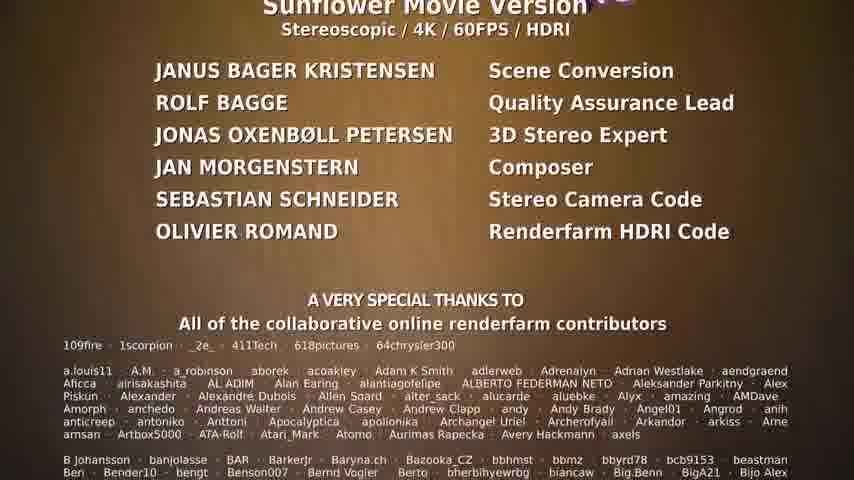 Sunflower Movie Version
Stereoscopic / 4K / 60FPS / HDRI
JANUS BAGER KRISTENSEN Scene Conversion
ROLF BAGGE Quality Assurance Lead
JONAS OXENBØLL PETERSEN 3D Stereo Expert
JAN MORGENSTERN Composer
SEBASTIAN SCHNEIDER Stereo Camera Code
OLIVIER ROMAND Renderfarm HDRI Code
A VERY SPECIAL THANKS TO
All of the collaborative online renderfarm contributors
109fire · 1scorpion · _2e_ · 411Tech · 618pictures · 64chrysler300
a.louis11 · A.M. · a_robinson · aborek · acoakley · Adam K Smith · adlerweb · Adrenalyn · Adrian Westlake · aendgraend
Aficca · airisakashita · AL ADIM · Alan Earing · alantiagofelipe · ALBERTO FEDERMAN NETO · Aleksander Parkitny · Alex
Piskun · Alexander · Alexandre Dubois · Allen Soard · alter_sack · alucarde · aluebke · Alyx · amazing · AMDave
Amorph · anchedo · Andreas Walter · Andrew Casey · Andrew Clapp · andy · Andy Brady · Angel01 · Angrod · anih
anticreep · antoniko · Anttoni · Apocalyptica · apolionika · Archangel Uriel · Archerofaaii · Arkandor · arkiss · Arne
arnsan · Artbox5000 · ATA-Rolf · Atari_Mark · Atomo · Aurimas Rapecka · Avery Hackmann · axels
B Johansson · banjolasse · BAR · BarkerJr · Baryna.ch · Bazooka_CZ · bbhmst · bbmz · bbyrd78 · bcb9153 · beastman
Ben · Bender10 · bengt · Benson007 · Bernd Vogler · Berto · bherbihyewrbg · biancaw · Big.Benn · BigA21 · Bijo Alex